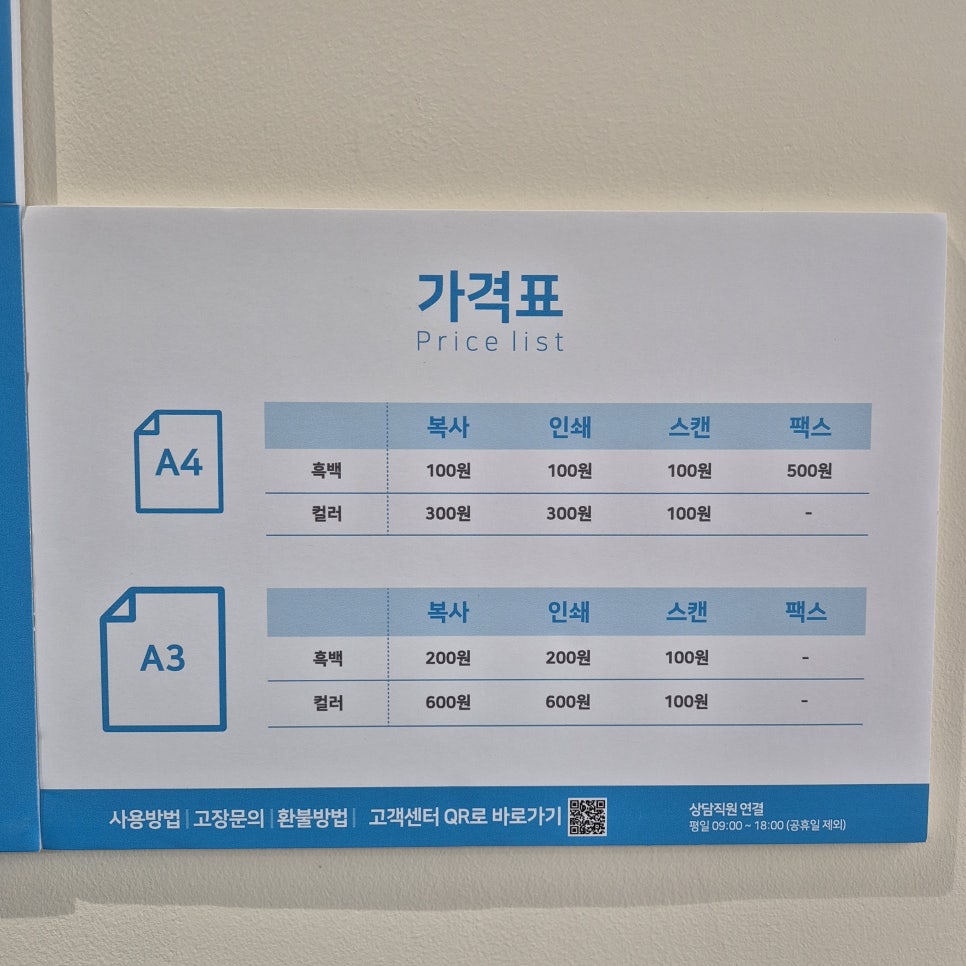 가격표
Price list
A4
복사 인쇄 스캔 팩스
흑백 100원 100원 100원 500원
컬러 300원 300원 100원 -
A3
복사 인쇄 스캔 팩스
흑백 200원 200원 100원 -
컬러 600원 600원 100원 -
사용방법 | 고장문의 | 환불방법 | 고객센터 QR로 바로가기
상담직원 연결
평일 09:00 ~ 18:00 (공휴일 제외)